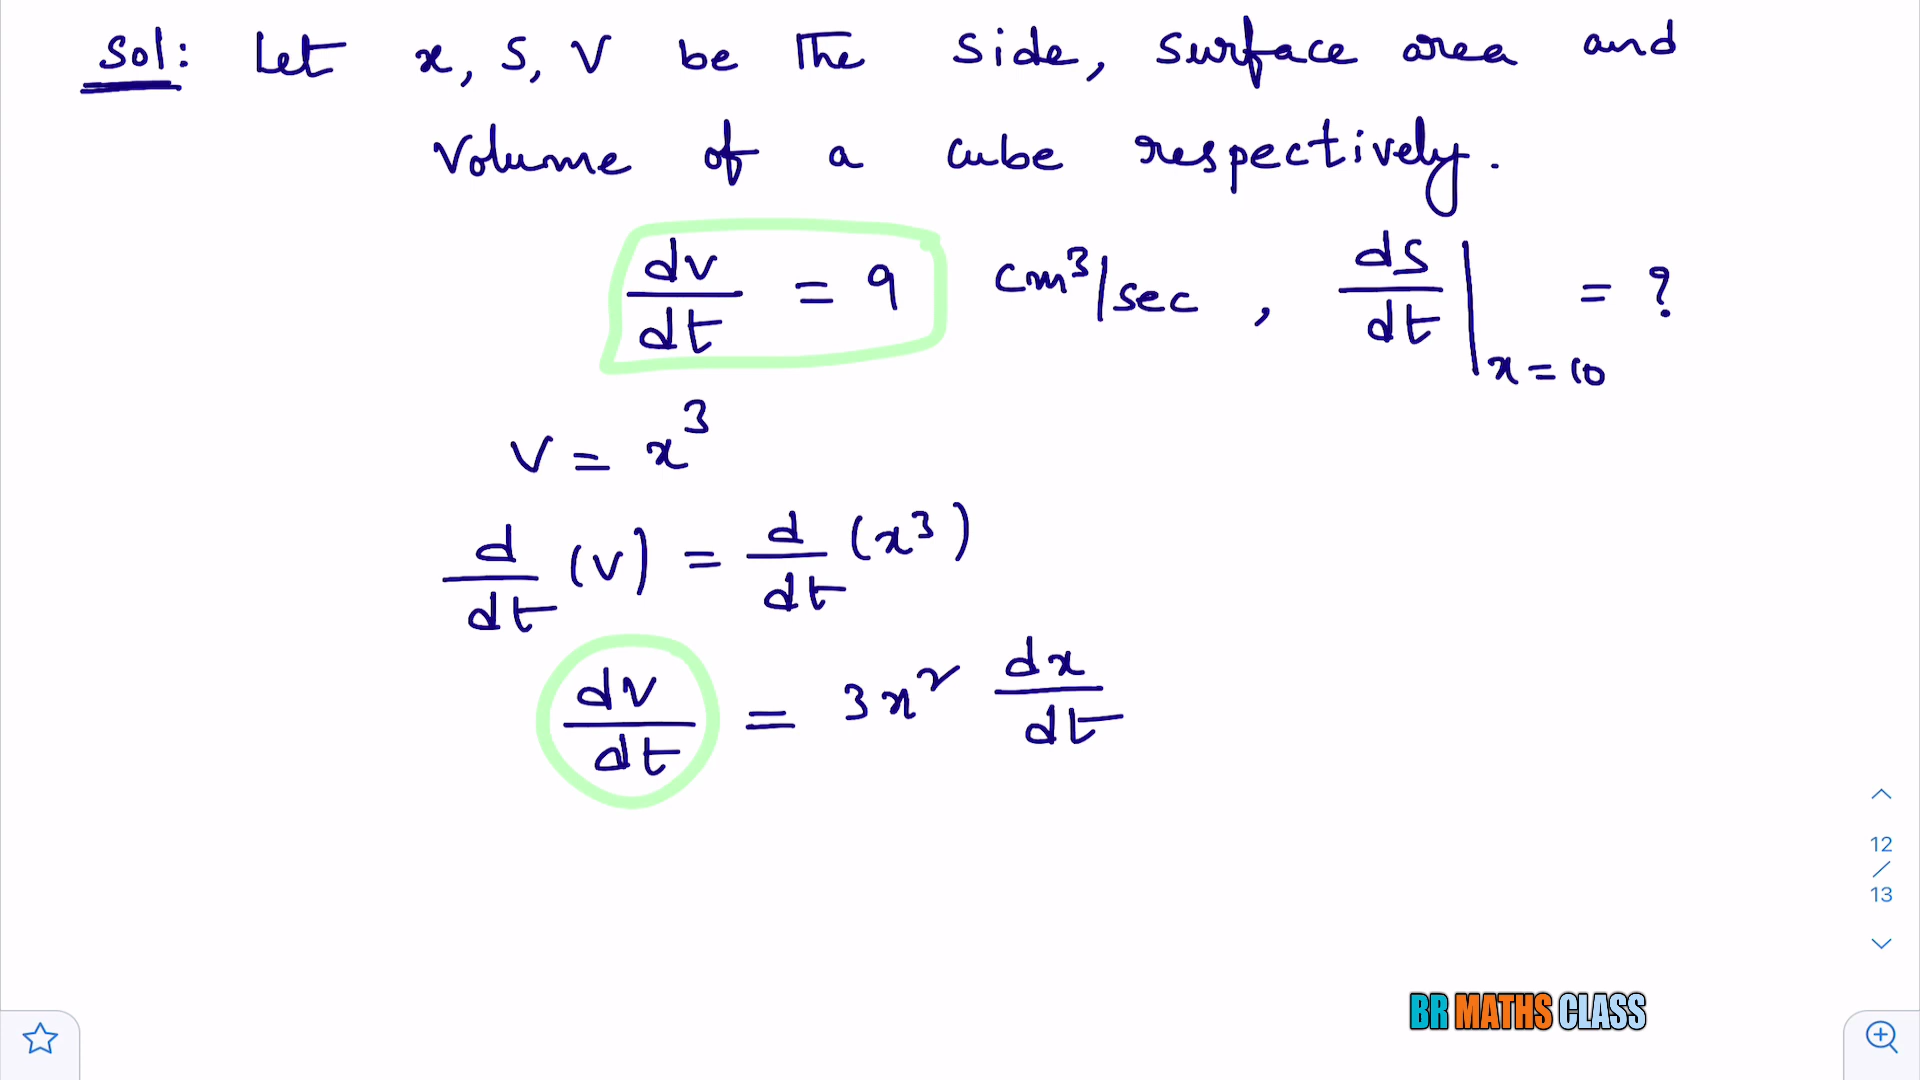 Sol: Let x, S, V be the side, surface area and
volume of a cube respectively.
dv/dt = 9 cm³/sec, ds/dt |x=10 = ?
V = x³
d/dt (v) = d/dt (x³)
dv/dt = 3x² dx/dt
12
/
13
BR MATHS CLASS